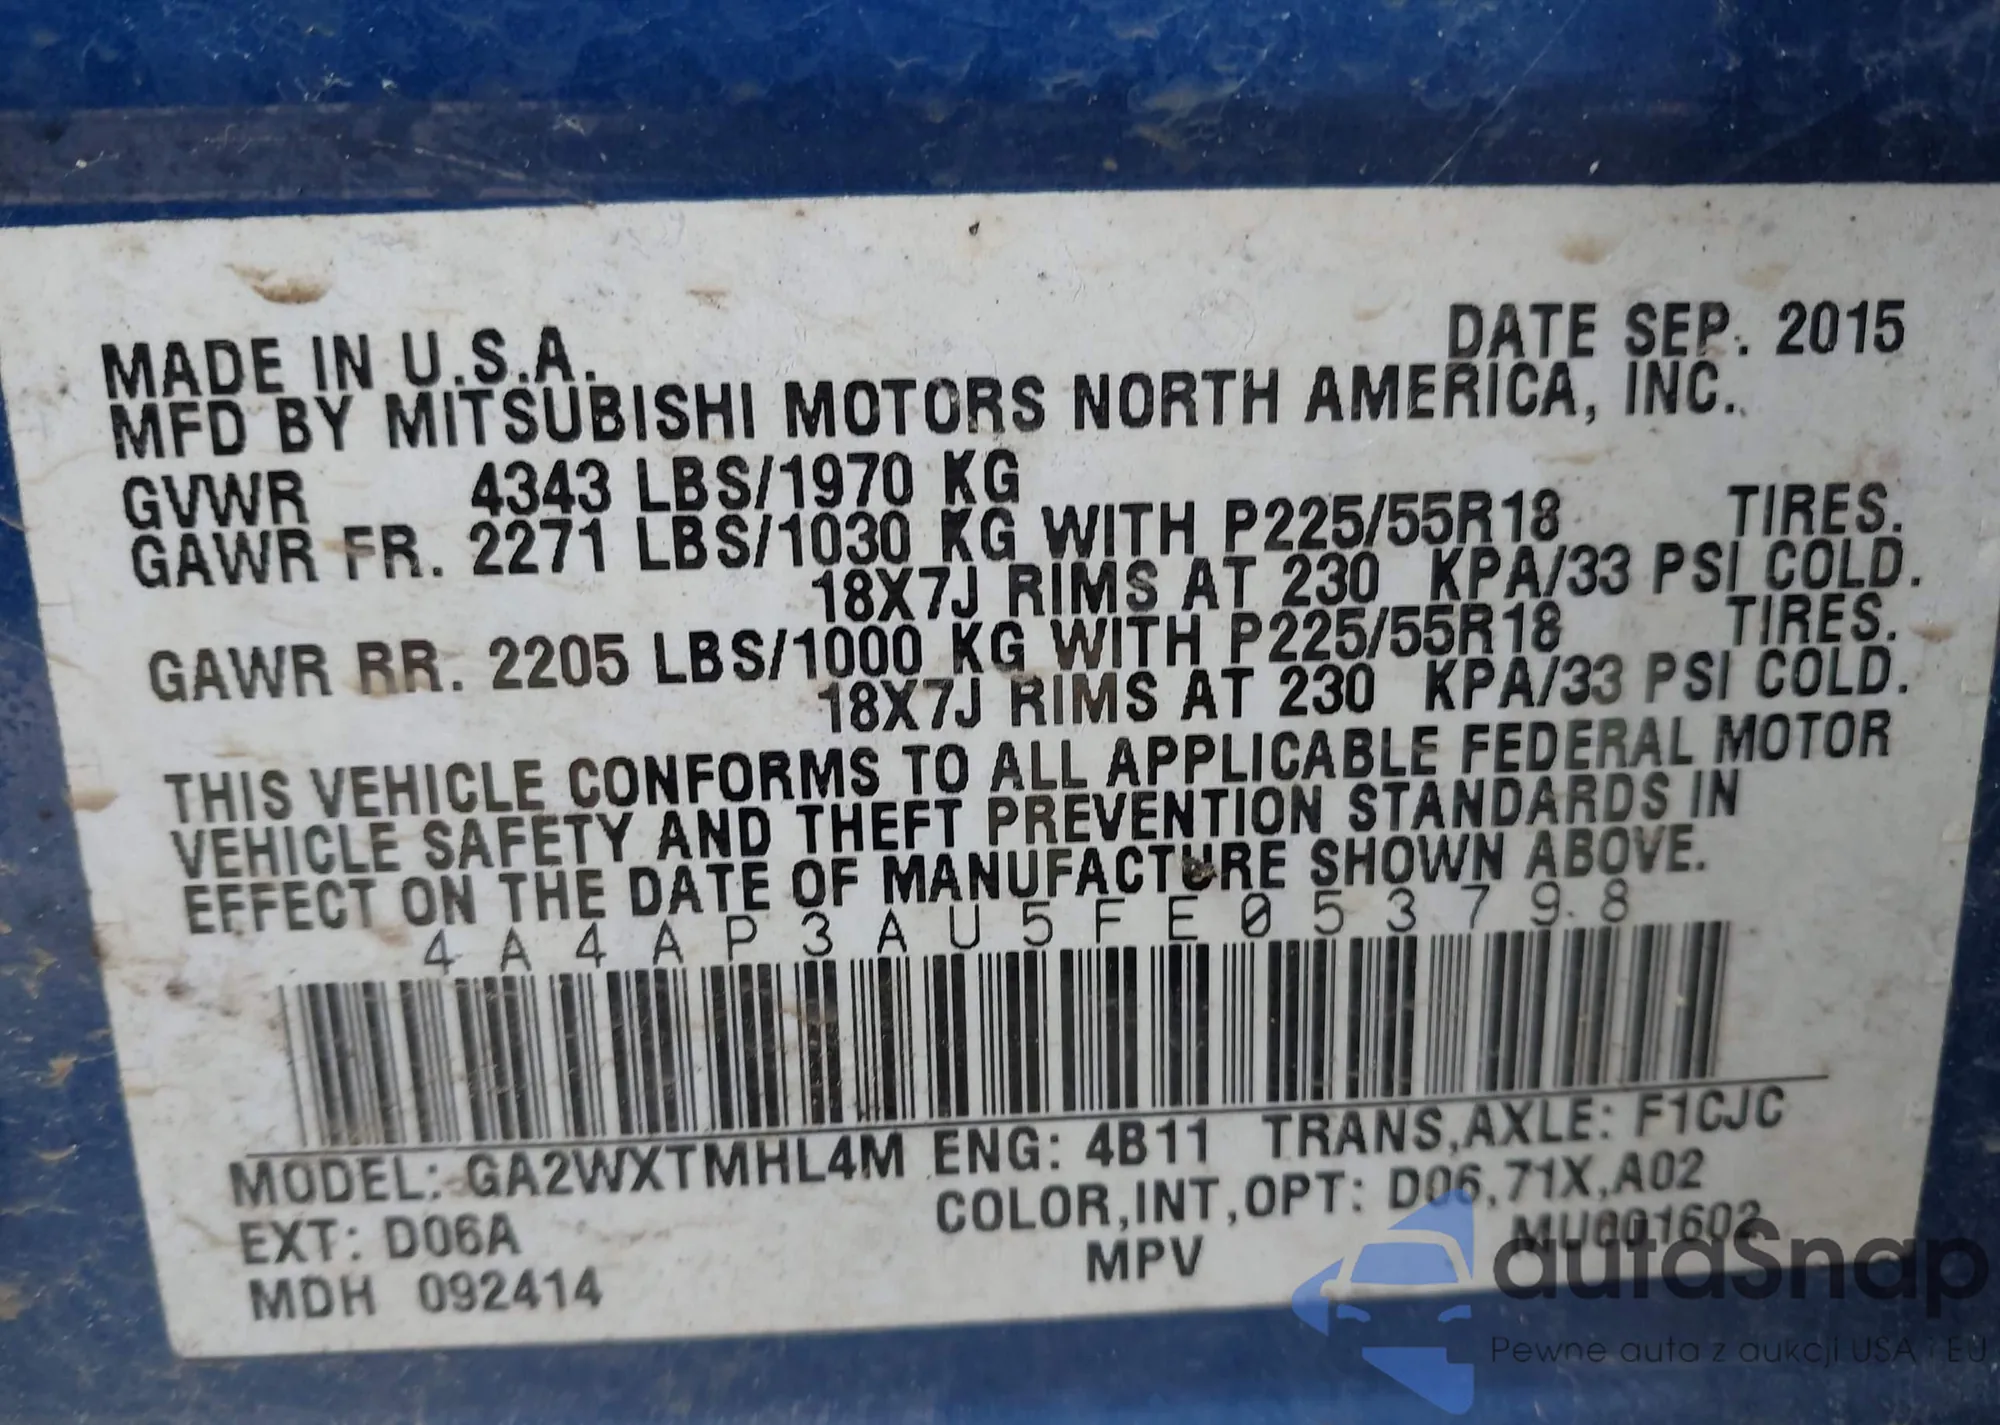 DATE SEP. 2015
MADE IN U.S.A.
MFD BY MITSUBISHI MOTORS NORTH AMERICA, INC.
GVWR 4343 LBS/1970 KG
GAWR FR. 2271 LBS/1030 KG WITH P225/55R18 TIRES.
18X7J RIMS AT 230 KPA/33 PSI COLD.
GAWR RR. 2205 LBS/1000 KG WITH P225/55R18 TIRES.
18X7J RIMS AT 230 KPA/33 PSI COLD.
THIS VEHICLE CONFORMS TO ALL APPLICABLE FEDERAL MOTOR
VEHICLE SAFETY AND THEFT PREVENTION STANDARDS IN
EFFECT ON THE DATE OF MANUFACTURE SHOWN ABOVE.
4A4AP3AU5FE053798
MODEL: GA2WXTMHL4M ENG: 4B11 TRANS,AXLE: F1CJC
EXT: D06A COLOR,INT,OPT: D06,71X,A02
MDH 092414 MPV MU001602
autaSnap
Pewne auta z aukcji USA i EU